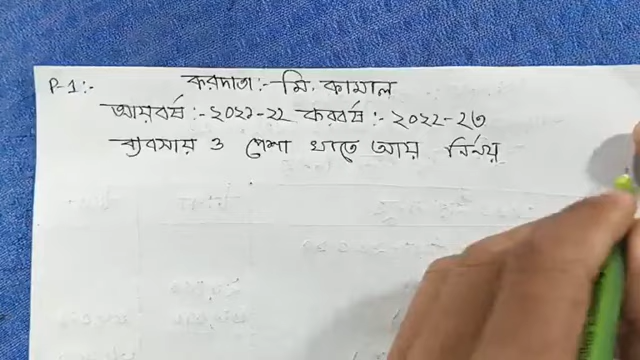 P-1:- করদাতা:- মি. কামাল
আয়বর্ষ :- ২০২১-২২ করবর্ষ :- ২০২২-২৩
ব্যবসায় ও পেশা খাতে আয় নির্ণয়